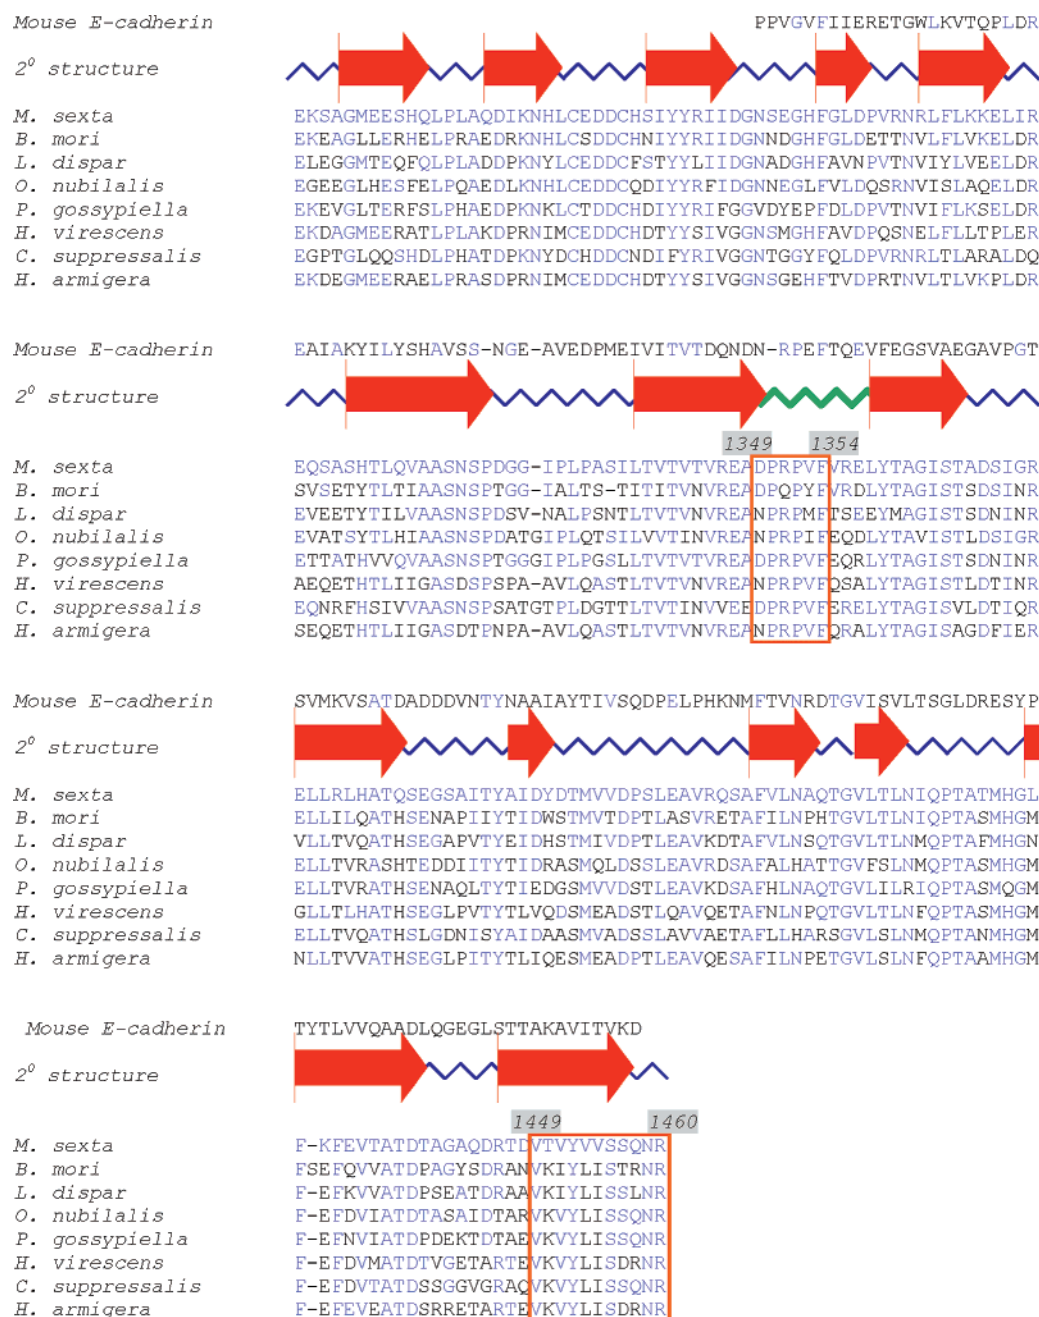 Mouse E-cadherin PPVGVFIIERETGWLKVTQPLDR
2⁰ structure
M. sexta EKSAGMEESHQLPLAQDIKNHLCEDDCHSIYYRIIDGNSEGHFGLDPVRNRLFLKKELIR
B. mori EKEAGLLERHELPRAEDRKNHLCSDDCHNIYYRIIDGNNDGHFGLDETTNVLFLVKELDR
L. dispar ELEGGMTEQFQLPLADDPKNYLCEDDCFSTYYLIIDGNADGHFAVNPVTNVIYLVEELDR
O. nubilalis EGEEGLHESFELPQAEDLKNHLCEDDCQDIYYRFIDGNNEGLFVLDQSRNVISLAQELDR
P. gossypiella EKEVGLTERFSLPHAEDPKNKLCTDDCHDIYYRIFGGVDYEPFDLDPVTNVIFLKSELDR
H. virescens EKDAGMEERATLPLAKDPRNIMCEDDCHDTYYSIVGGNSMGHFAVDPQSNELFLLTPLER
C. suppressalis EGPTGLQQSHDLPHATDPKNYDCHDDCNDIFYRIVGGNTGGYFQLDPVRNRLTLARALDQ
H. armigera EKDEGMEERAELPRASDPRNIMCEDDCHDTYYSIVGGNSGEHFTVDPRTNVLTLVKPLDR
Mouse E-cadherin EAIAKYILYSHAVSS-NGE-AVEDPMEIVITVTDQNDN-RPEFTQEVFEGSVAEGAVPGT
2⁰ structure
1349 1354
M. sexta EQSASHTLQVAASNSPDGG-IPLPASILTVTVTVREADPRPVFVRELYTAGISTADSIGR
B. mori SVSETYTLTIAASNSPTGG-IALTS-TITITVNVREADPQPYFVRDLYTAGISTSDSINR
L. dispar EVEETYTILVAASNSPDSV-NALPSNTLTVTVNVREANPRPMFTSEEYMAGISTSDNINR
O. nubilalis EVATSYTLHIAASNSPDATGIPLQTSILVVTINVREANPRPIFEQDLYTAVISTLDSIGR
P. gossypiella ETTATHVVQVAASNSPTGGGIPLPGSLLTVTVTVREADPRPVFEQRLYTAGISTSDNINR
H. virescens AEQETHTLIIGASDSPSPA-AVLQASTLTVTVNVREANPRPVFQSALYTAGISTLDTINR
C. suppressalis EQNRFHSIVVAASNSPSATGTPLDGTTLTVTINVVEEDPRPVFERELYTAGISVLDTIQR
H. armigera SEQETHTLIIGASDTPNPA-AVLQASTLTVTVNVREANPRPVFQRALYTAGISAGDFIER
Mouse E-cadherin SVMKVSATDADDDVNTYNAAIAYTIVSQDPELPHKNMFTVNRDTGVISVLTSGLDRESYP
2⁰ structure
M. sexta ELLRLHATQSEGSAITYAIDYDTMVVDPSLEAVRQSAFVLNAQTGVLTLNIQPTATMHGL
B. mori ELLILQATHSENAPIIYTIDWSTMVTDPTLASVRETAFILNPHTGVLTLNIQPTASMHGM
L. dispar VLLTVQATHSEGAPVTYEIDHSTMIVDPTLEAVKDTAFVLNSQTGVLTLNMQPTAFMHGN
O. nubilalis ELLTVRASHTEDDIITYTIDRASMQLDSSLEAVRDSAFALHATTGVFSLNMQPTASMHGM
P. gossypiella ELLTVRATHSENAQLTYTIEDGSMVVDSTLEAVKDSAFHLNAQTGVLILRIQPTASMQGM
H. virescens GLLTLHATHSEGLPVTYTLVQDSMEADSTLQAVQETAFNLNPQTGVLTLNFQPTASMHGM
C. suppressalis ELLTVQATHSLGDNISYAIDAASMVADSSLAVVAETAFLLHARSGVLSLNMQPTANMHGM
H. armigera NLLTVVATHSEGLPITYTLIQESMEADPTLEAVQESAFILNPETGVLSLNFQPTAAMHGM
Mouse E-cadherin TYTLVVQAADLQGEGLSTTAKAVITVKD
2⁰ structure
1449 1460
M. sexta F-KFEVTATDTAGAQDRTDVTVYVVSSQNR
B. mori FSEFQVVATDPAGYSDRANVKIYLISTRNR
L. dispar F-EFKVVATDPSEATDRAAVKIYLISSLNR
O. nubilalis F-EFDVIATDTASAIDTARVKVYLISSQNR
P. gossypiella F-EFNVIATDPDEKTDTAEVKVYLISSQNR
H. virescens F-EFDVMATDTVGETARTEVKVYLISDRNR
C. suppressalis F-EFDVTATDSSGGVGRAQVKVYLISSQNR
H. armigera F-EFEVEATDSRRETARTEVKVYLISDRNR